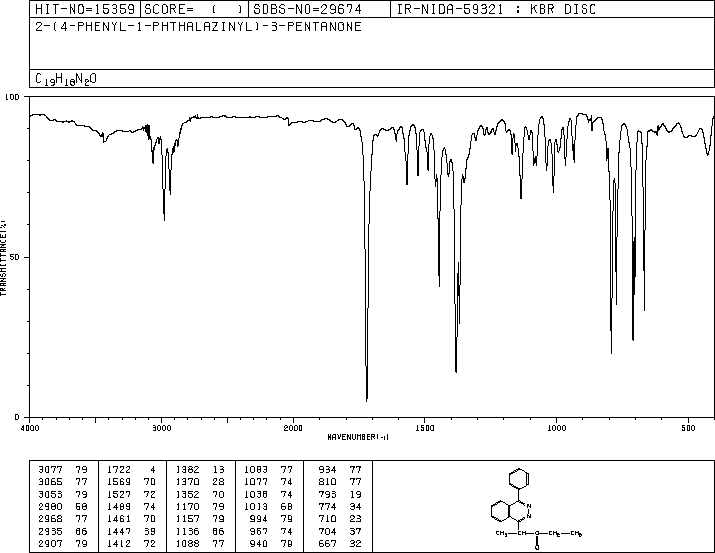 HIT-NO=15359 SCORE= ( ) SDBS-NO=29674 IR-NIDA-59321 : KBR DISC
2-(4-PHENYL-1-PHTHALAZINYL)-3-PENTANONE
C19H18N2O
100
50
0
TRANSMITTANCE(%)
4000 3000 2000 1500 1000 500
WAVENUMBER(-1)
3077 79 1722 4 1382 13 1083 77 934 77
3065 77 1569 70 1370 28 1077 74 810 77
3053 79 1527 72 1352 70 1038 74 793 19
2980 58 1489 74 1170 79 1013 68 774 34
2968 77 1461 70 1157 79 994 79 710 23
2935 66 1447 39 1136 66 967 74 704 37
2907 79 1412 72 1088 77 940 79 667 32
N
N
CH3 CH C CH2 CH3
O